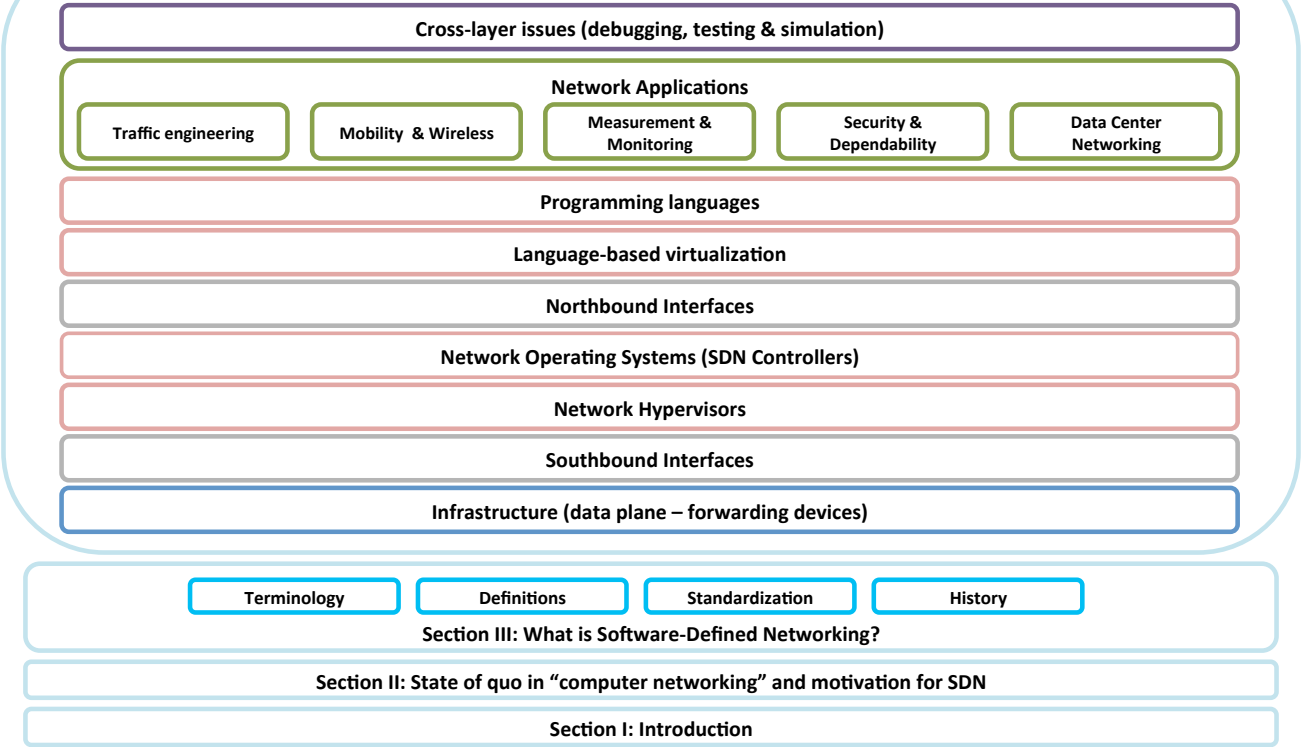 Cross-layer issues (debugging, testing & simulation)
Network Applications
Traffic engineering
Mobility & Wireless
Measurement &
Monitoring
Security &
Dependability
Data Center
Networking
Programming languages
Language-based virtualization
Northbound Interfaces
Network Operating Systems (SDN Controllers)
Network Hypervisors
Southbound Interfaces
Infrastructure (data plane – forwarding devices)
Terminology
Definitions
Standardization
History
Section III: What is Software-Defined Networking?
Section II: State of quo in “computer networking” and motivation for SDN
Section I: Introduction